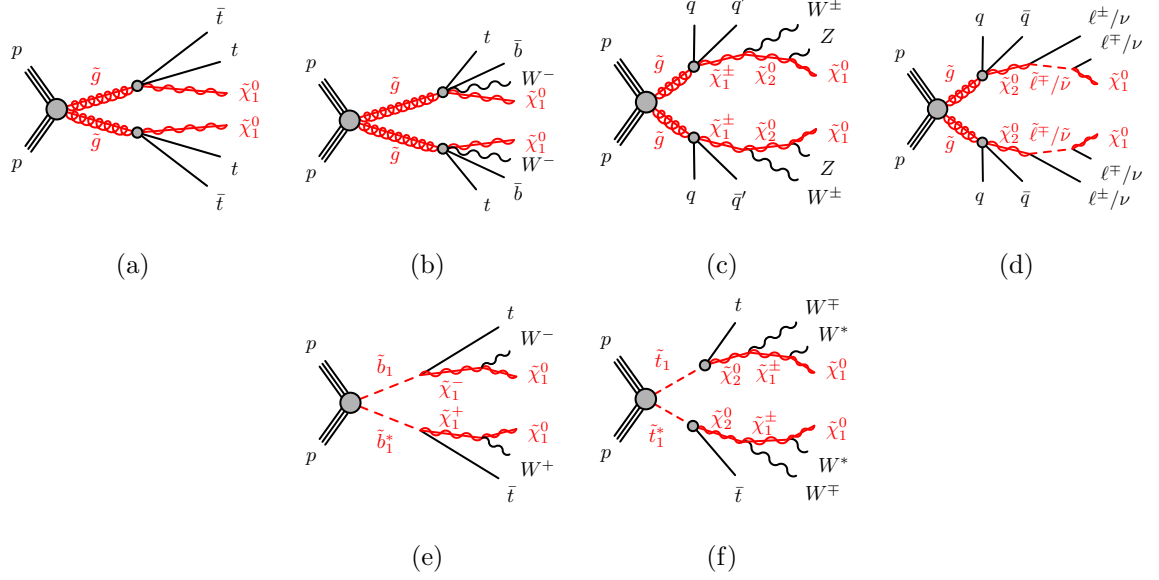 p
p
g̃
g̃
t̄
t
χ̃₁⁰
χ̃₁⁰
t
t̄
(a)
p
p
g̃
g̃
t
b̄
W⁻
χ̃₁⁰
χ̃₁⁰
W⁻
b̄
t
(b)
p
p
g̃
g̃
q
q′
χ̃₁±
χ̃₂⁰
W±
Z
χ̃₁⁰
χ̃₁±
χ̃₂⁰
χ̃₁⁰
Z
W±
q
q̄′
(c)
p
p
g̃
g̃
q
q̄
χ̃₂⁰
ℓ̃∓/ν̃
ℓ±/ν
ℓ∓/ν
χ̃₁⁰
χ̃₂⁰
ℓ̃∓/ν̃
χ̃₁⁰
ℓ∓/ν
ℓ±/ν
q
q̄
(d)
p
p
b̃₁
b̃₁*
t
W⁻
χ̃₁⁻
χ̃₁⁰
χ̃₁⁺
χ̃₁⁰
W⁺
t̄
(e)
p
p
t̃₁
t̃₁*
t
W∓
W*
χ̃₂⁰
χ̃₁±
χ̃₁⁰
χ̃₂⁰
χ̃₁±
χ̃₁⁰
W*
W∓
t̄
(f)